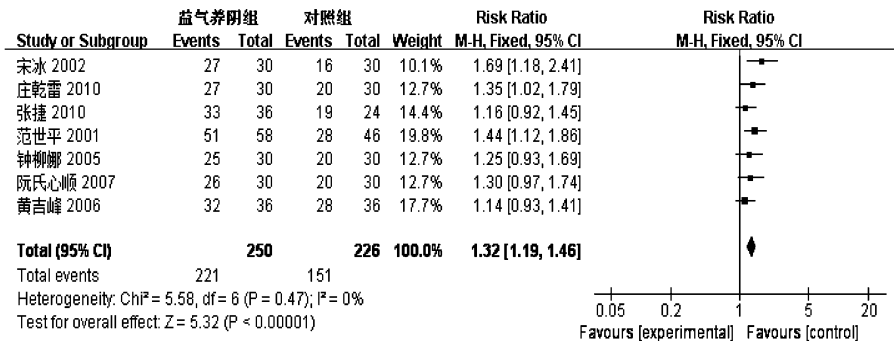 益气养阴组 对照组 Risk Ratio Risk Ratio
Study or Subgroup Events Total Events Total Weight M-H, Fixed, 95% CI M-H, Fixed, 95% CI
宋冰 2002 27 30 16 30 10.1% 1.69 [1.18, 2.41]
庄乾雷 2010 27 30 20 30 12.7% 1.35 [1.02, 1.79]
张捷 2010 33 36 19 24 14.4% 1.16 [0.92, 1.45]
范世平 2001 51 58 28 46 19.8% 1.44 [1.12, 1.86]
钟柳娜 2005 25 30 20 30 12.7% 1.25 [0.93, 1.69]
阮氏心顺 2007 26 30 20 30 12.7% 1.30 [0.97, 1.74]
黄吉峰 2006 32 36 28 36 17.7% 1.14 [0.93, 1.41]
Total (95% CI) 250 226 100.0% 1.32 [1.19, 1.46]
Total events 221 151
Heterogeneity: Chi² = 5.58, df = 6 (P = 0.47); I² = 0%
Test for overall effect: Z = 5.32 (P < 0.00001)
0.05 0.2 1 5 20
Favours [experimental] Favours [control]